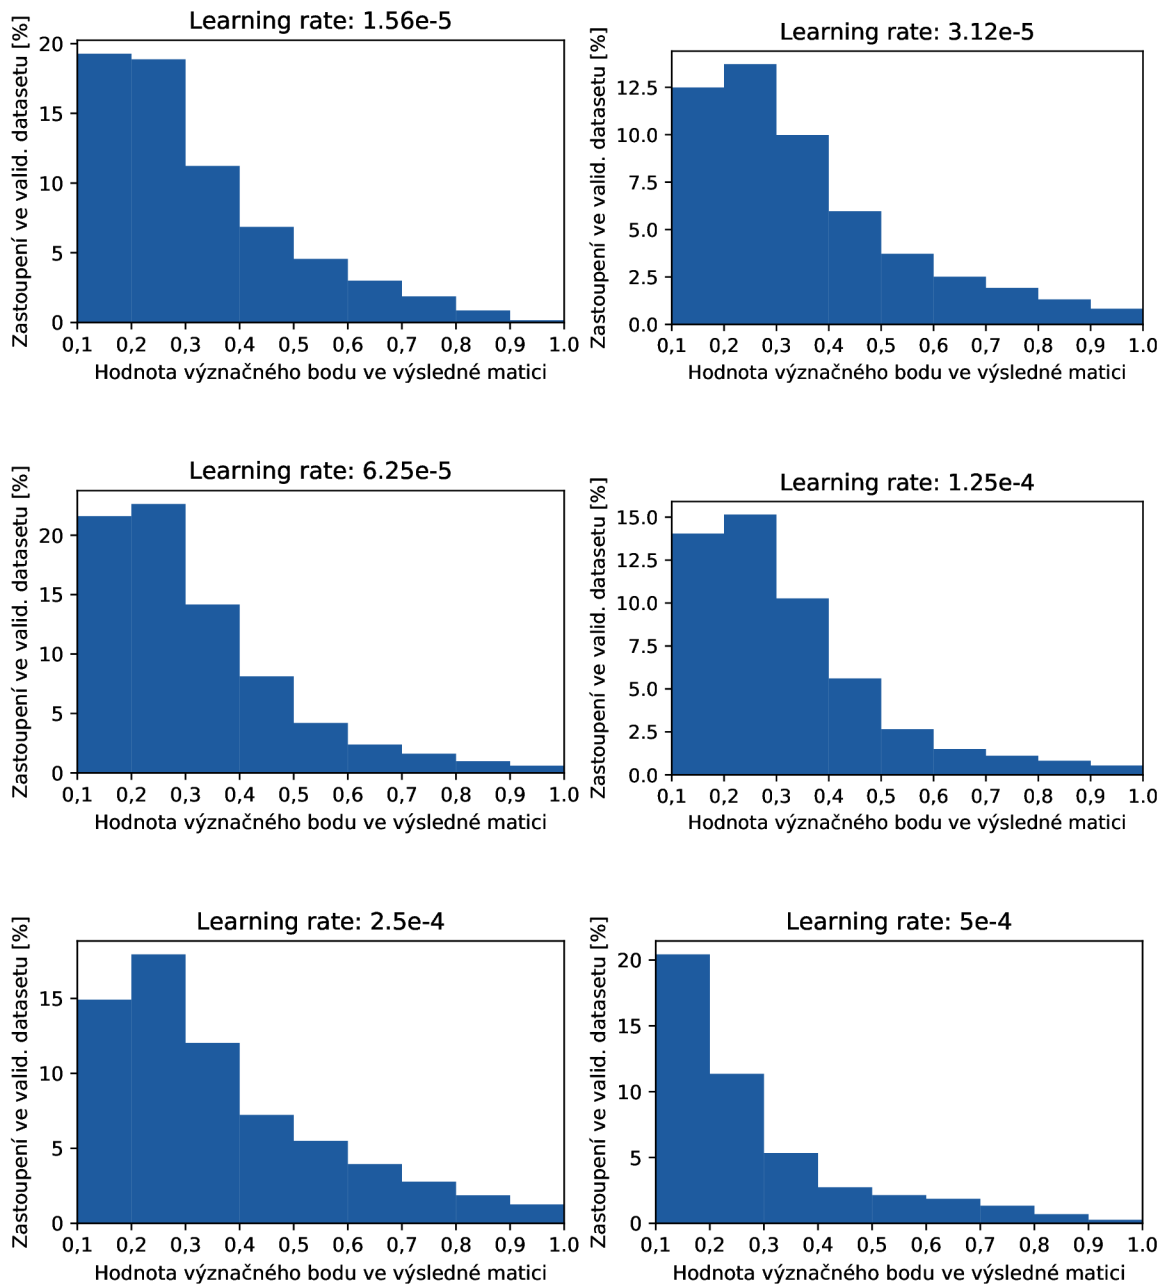 Learning rate: 1.56e-5
Zastoupení ve valid. datasetu [%]
20
15
10
5
0
0,1 0,2 0,3 0,4 0,5 0,6 0,7 0,8 0,9 1.0
Hodnota význačného bodu ve výsledné matici
Learning rate: 3.12e-5
Zastoupení ve valid. datasetu [%]
12.5
10.0
7.5
5.0
2.5
0.0
0,1 0,2 0,3 0,4 0,5 0,6 0,7 0,8 0,9 1.0
Hodnota význačného bodu ve výsledné matici
Learning rate: 6.25e-5
Zastoupení ve valid. datasetu [%]
20
15
10
5
0
0,1 0,2 0,3 0,4 0,5 0,6 0,7 0,8 0,9 1.0
Hodnota význačného bodu ve výsledné matici
Learning rate: 1.25e-4
Zastoupení ve valid. datasetu [%]
15.0
12.5
10.0
7.5
5.0
2.5
0.0
0,1 0,2 0,3 0,4 0,5 0,6 0,7 0,8 0,9 1.0
Hodnota význačného bodu ve výsledné matici
Learning rate: 2.5e-4
Zastoupení ve valid. datasetu [%]
15
10
5
0
0,1 0,2 0,3 0,4 0,5 0,6 0,7 0,8 0,9 1.0
Hodnota význačného bodu ve výsledné matici
Learning rate: 5e-4
Zastoupení ve valid. datasetu [%]
20
15
10
5
0
0,1 0,2 0,3 0,4 0,5 0,6 0,7 0,8 0,9 1.0
Hodnota význačného bodu ve výsledné matici